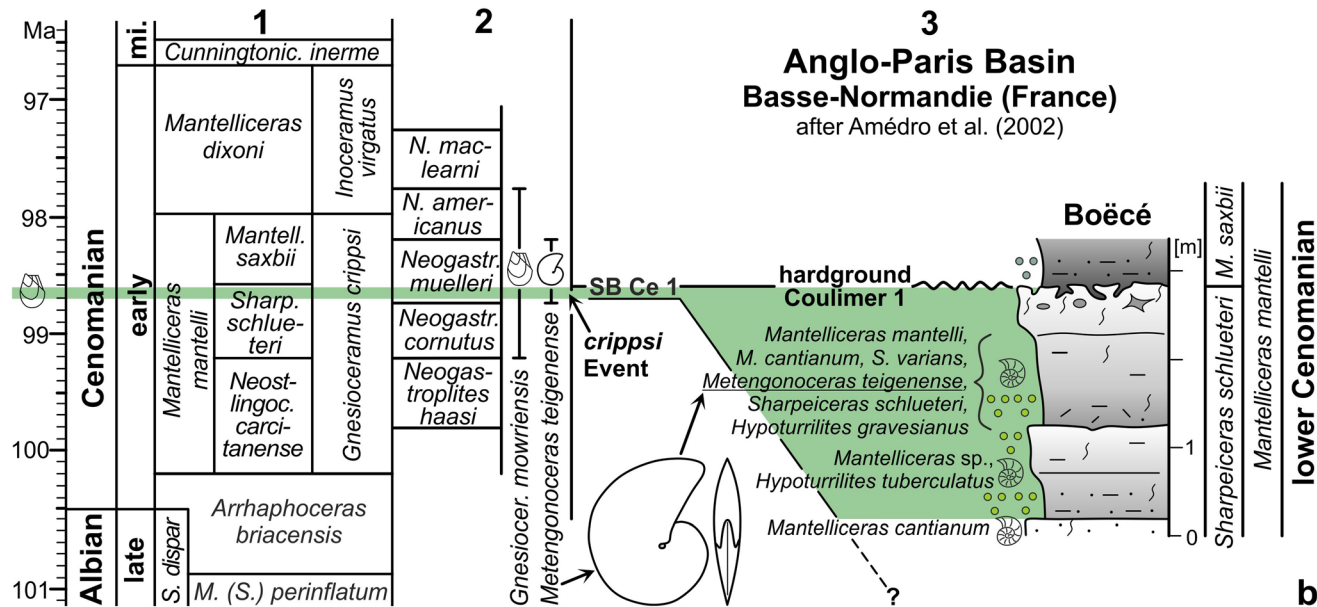 Ma
97
98
99
100
101
Cenomanian
Albian
mi.
early
late
1
Cunningtonic. inerme
Mantelliceras
dixoni
Inoceramus
virgatus
Mantelliceras
mantelli
Mantell.
saxbii
Sharp.
schlue-
teri
Neost-
lingoc.
carci-
tanense
Gnesioceramus crippsi
Arrhaphoceras
briacensis
S. dispar
M. (S.) perinflatum
2
N. mac-
learni
N. amer-
icanus
Neogastr.
muelleri
Neogastr.
cornutus
Neogas-
troplites
haasi
Gnesiocer. mowriensis
Metengonoceras teigenense
3
Anglo-Paris Basin
Basse-Normandie (France)
after Amédro et al. (2002)
SB Ce 1
crippsi
Event
hardground
Coulimer 1
Mantelliceras mantelli,
M. cantianum, S. varians,
Metengonoceras teigenense,
Sharpeiceras schlueteri,
Hypoturrilites gravesianus
Mantelliceras sp.,
Hypoturrilites tuberculatus
Mantelliceras cantianum
?
Boëcé
[m]
1
0
M. saxbii
Sharpeiceras schlueteri
Mantelliceras mantelli
lower Cenomanian
b